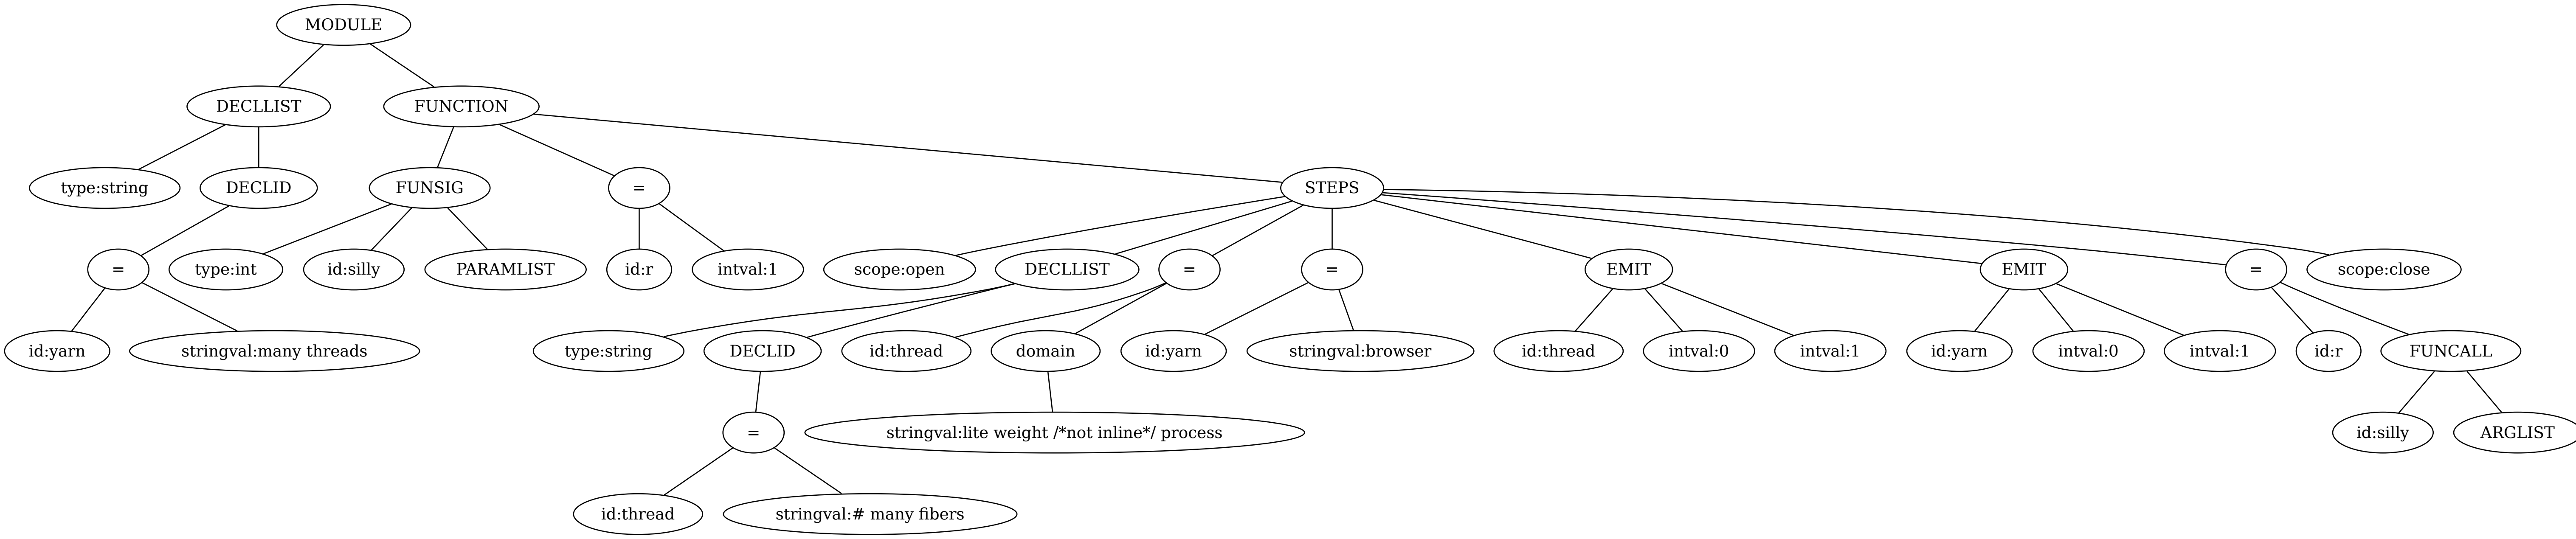 MODULE
DECLLIST
FUNCTION
type:string
DECLID
FUNSIG
=
STEPS
=
type:int
id:silly
PARAMLIST
id:r
intval:1
scope:open
DECLLIST
=
=
EMIT
EMIT
=
scope:close
id:yarn
stringval:many threads
type:string
DECLID
id:thread
domain
id:yarn
stringval:browser
id:thread
intval:0
intval:1
id:yarn
intval:0
intval:1
id:r
FUNCALL
=
stringval:lite weight /*not inline*/ process
id:silly
ARGLIST
id:thread
stringval:# many fibers